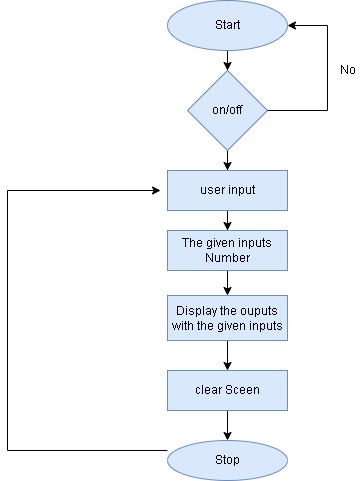 Start
No
on/off
user input
The given inputs
Number
Display the ouputs
with the given inputs
clear Sceen
Stop